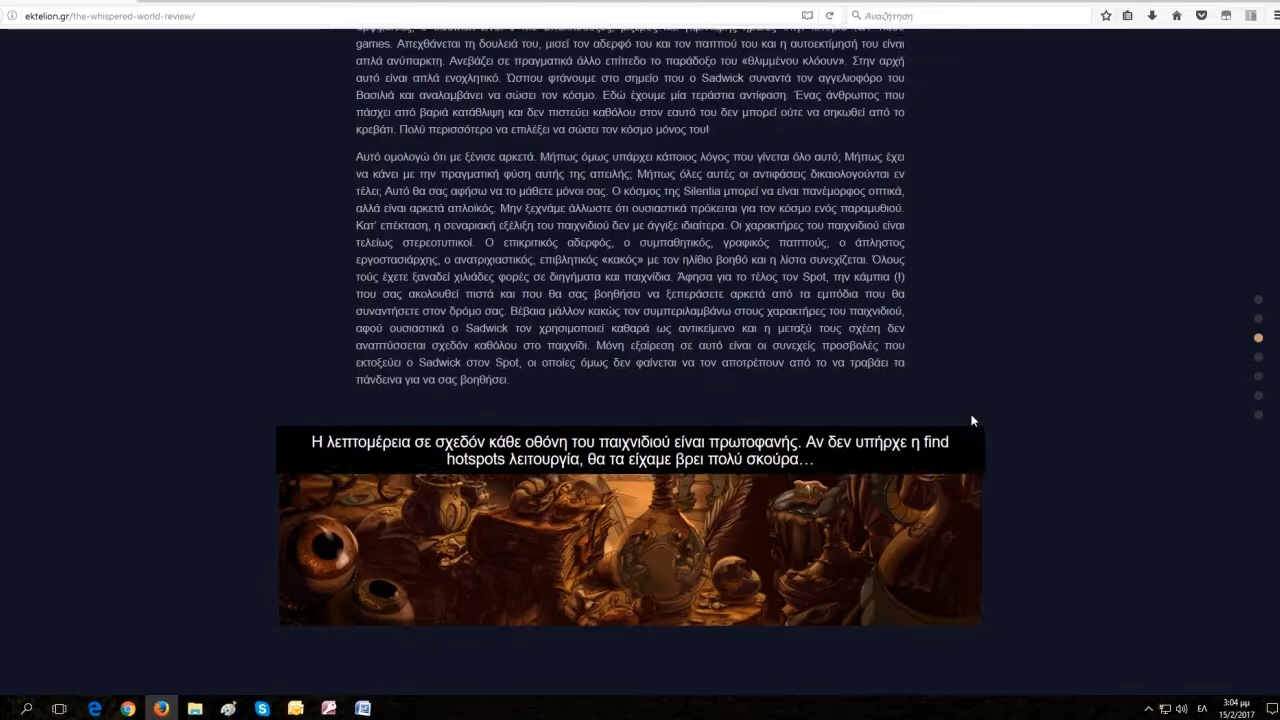 ektelion.gr/the-whispered-world-review/
Αναζήτηση
games. Απεχθάνεται τη δουλειά του, μισεί τον αδερφό του και τον παππού του και η αυτοεκτίμησή του είναι
απλά ανύπαρκτη. Ανεβάζει σε πραγματικά άλλο επίπεδο το παράδοξο του «θλιμμένου κλόουν». Στην αρχή
αυτό είναι απλά ενοχλητικό. Ώσπου φτάνουμε στο σημείο που ο Sadwick συναντά τον αγγελιοφόρο του
Βασιλιά και αναλαμβάνει να σώσει τον κόσμο. Εδώ έχουμε μία τεράστια αντίφαση. Ένας άνθρωπος που
πάσχει από βαριά κατάθλιψη και δεν πιστεύει καθόλου στον εαυτό του δεν μπορεί ούτε να σηκωθεί από το
κρεβάτι. Πολύ περισσότερο να επιλέξει να σώσει τον κόσμο μόνος του!
Αυτό ομολογώ ότι με ξένισε αρκετά. Μήπως όμως υπάρχει κάποιος λόγος που γίνεται όλο αυτό; Μήπως έχει
να κάνει με την πραγματική φύση αυτής της απειλής; Μήπως όλες αυτές οι αντιφάσεις δικαιολογούνται εν
τέλει; Αυτό θα σας αφήσω να το μάθετε μόνοι σας. Ο κόσμος της Silentia μπορεί να είναι πανέμορφος οπτικά,
αλλά είναι αρκετά απλοϊκός. Μην ξεχνάμε άλλωστε ότι ουσιαστικά πρόκειται για τον κόσμο ενός παραμυθιού.
Κατ' επέκταση, η σεναριακή εξέλιξη του παιχνιδιού δεν με άγγιξε ιδιαίτερα. Οι χαρακτήρες του παιχνιδιού είναι
τελείως στερεοτυπικοί. Ο επικριτικός αδερφός, ο συμπαθητικός, γραφικός παππούς, ο άπληστος
εργοστασιάρχης, ο ανατριχιαστικός, επιβλητικός «κακός» με τον ηλίθιο βοηθό και η λίστα συνεχίζεται. Όλους
τούς έχετε ξαναδεί χιλιάδες φορές σε διηγήματα και παιχνίδια. Άφησα για το τέλος τον Spot, την κάμπια (!)
που σας ακολουθεί πιστά και που θα σας βοηθήσει να ξεπεράσετε αρκετά από τα εμπόδια που θα
συναντήσετε στον δρόμο σας. Βέβαια μάλλον κακώς τον συμπεριλαμβάνω στους χαρακτήρες του παιχνιδιού,
αφού ουσιαστικά ο Sadwick τον χρησιμοποιεί καθαρά ως αντικείμενο και η μεταξύ τους σχέση δεν
αναπτύσσεται σχεδόν καθόλου στο παιχνίδι. Μόνη εξαίρεση σε αυτό είναι οι συνεχείς προσβολές που
εκτοξεύει ο Sadwick στον Spot, οι οποίες όμως δεν φαίνεται να τον αποτρέπουν από το να τραβάει τα
πάνδεινα για να σας βοηθήσει.
Η λεπτομέρεια σε σχεδόν κάθε οθόνη του παιχνιδιού είναι πρωτοφανής. Αν δεν υπήρχε η find
hotspots λειτουργία, θα τα είχαμε βρει πολύ σκούρα…
ΕΛ
3:04 μμ
15/2/2017